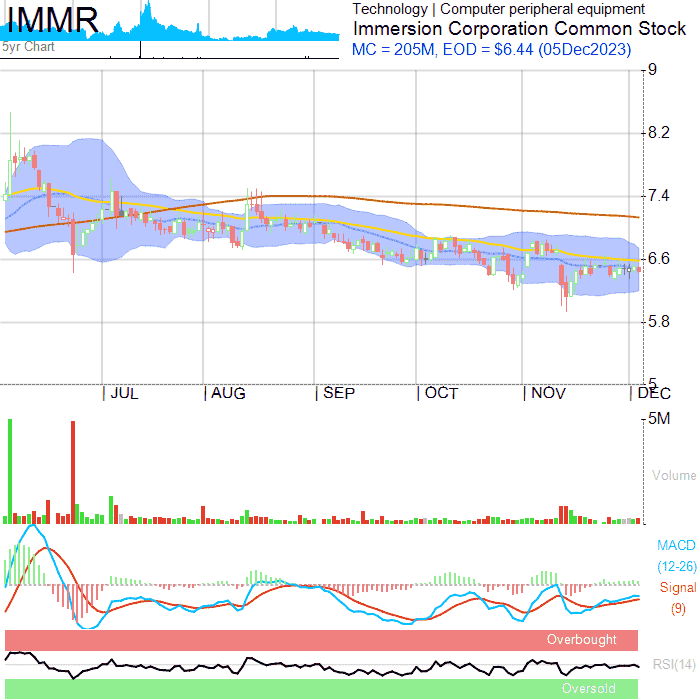 IMMR
5yr Chart
Technology | Computer peripheral equipment
Immersion Corporation Common Stock
MC = 205M, EOD = $6.44 (05Dec2023)
9
8.2
7.4
6.6
5.8
5
JUL
AUG
SEP
OCT
NOV
DEC
5M
Volume
MACD
(12-26)
Signal
(9)
Overbought
RSI(14)
Oversold